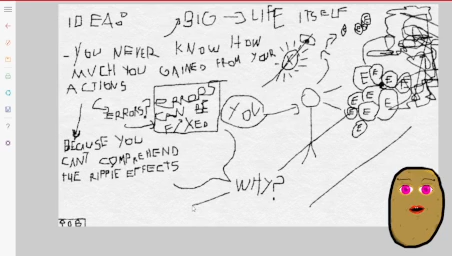 IDEA: BIG → LIFE ITSELF
- YOU NEVER KNOW HOW
MUCH YOU GAINED FROM YOUR
ACTIONS
ERRORS?
ERRORS
CAN BE
FIXED
YOU
BECAUSE YOU
CANT COMPREHEND
THE RIPPLE EFFECTS
WHY?
E
E
E
E
E
E
E
E